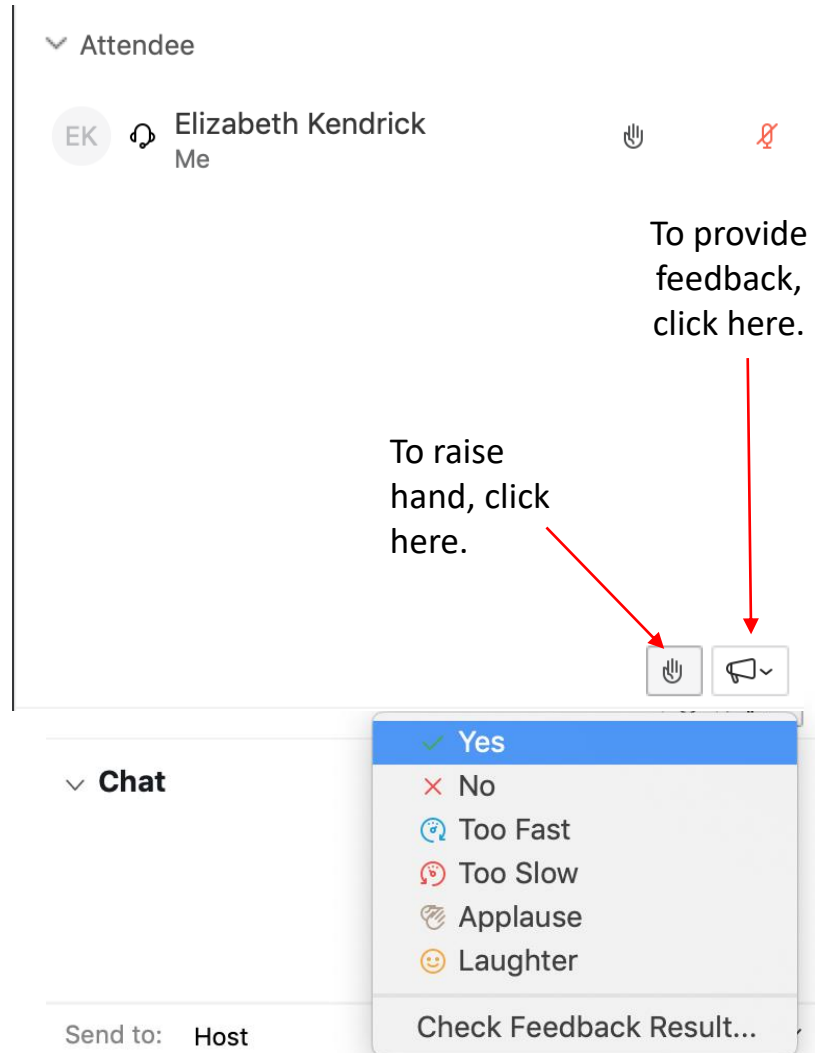 Attendee
EK
Elizabeth Kendrick
Me
To provide
feedback,
click here.
To raise
hand, click
here.
Yes
Chat
No
Too Fast
Too Slow
Applause
Laughter
Send to: Host
Check Feedback Result...